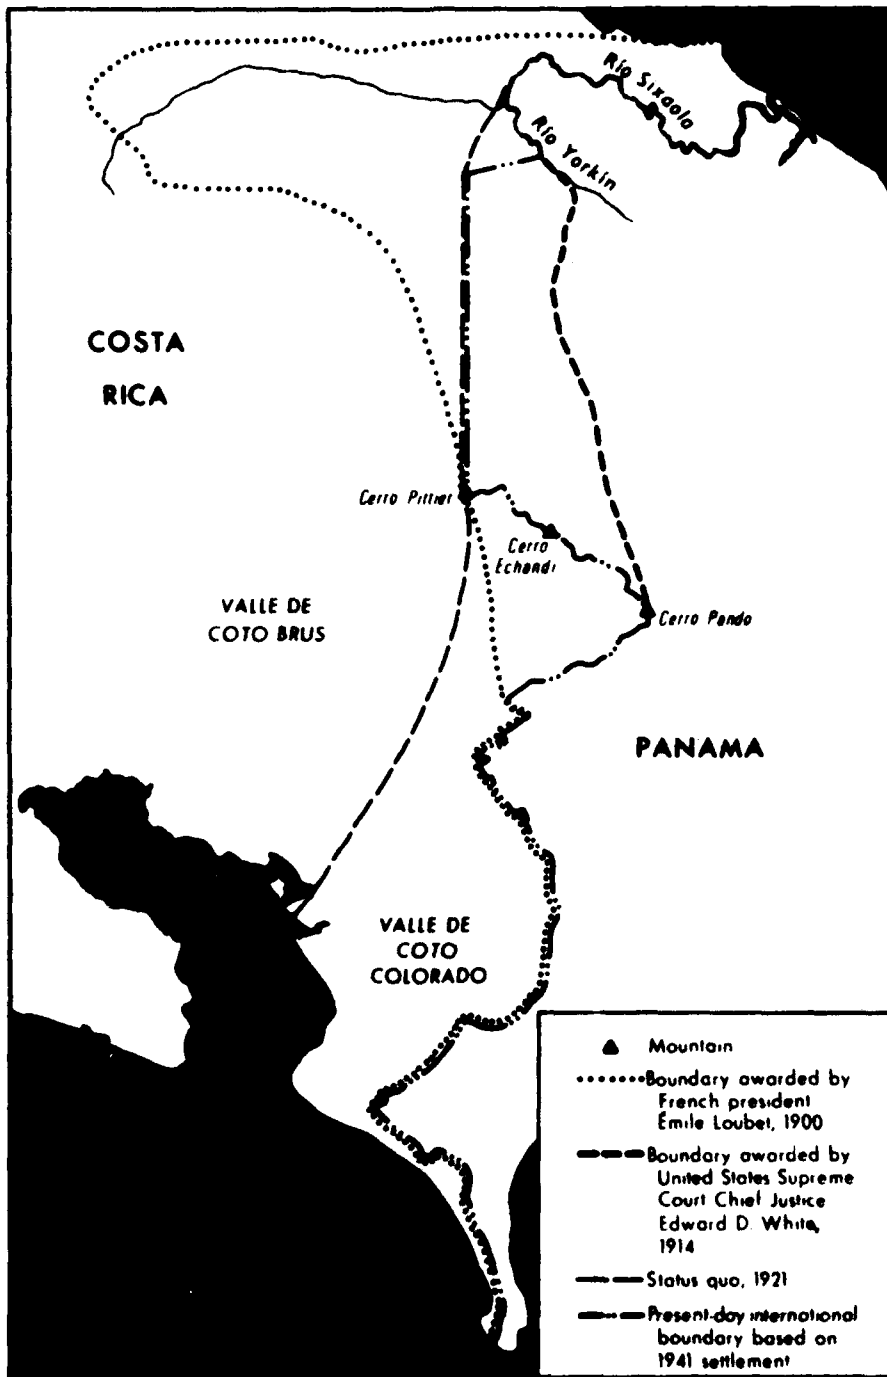 Río Sixaola
Río Yorkín
COSTA
RICA
Cerro Pittier
Cerro
Echandi
VALLE DE
COTO BRUS
Cerro Pando
PANAMA
VALLE DE
COTO
COLORADO
Mountain
Boundary awarded by
French president
Émile Loubet, 1900
Boundary awarded by
United States Supreme
Court Chief Justice
Edward D. White,
1914
Status quo, 1921
Present-day international
boundary based on
1941 settlement